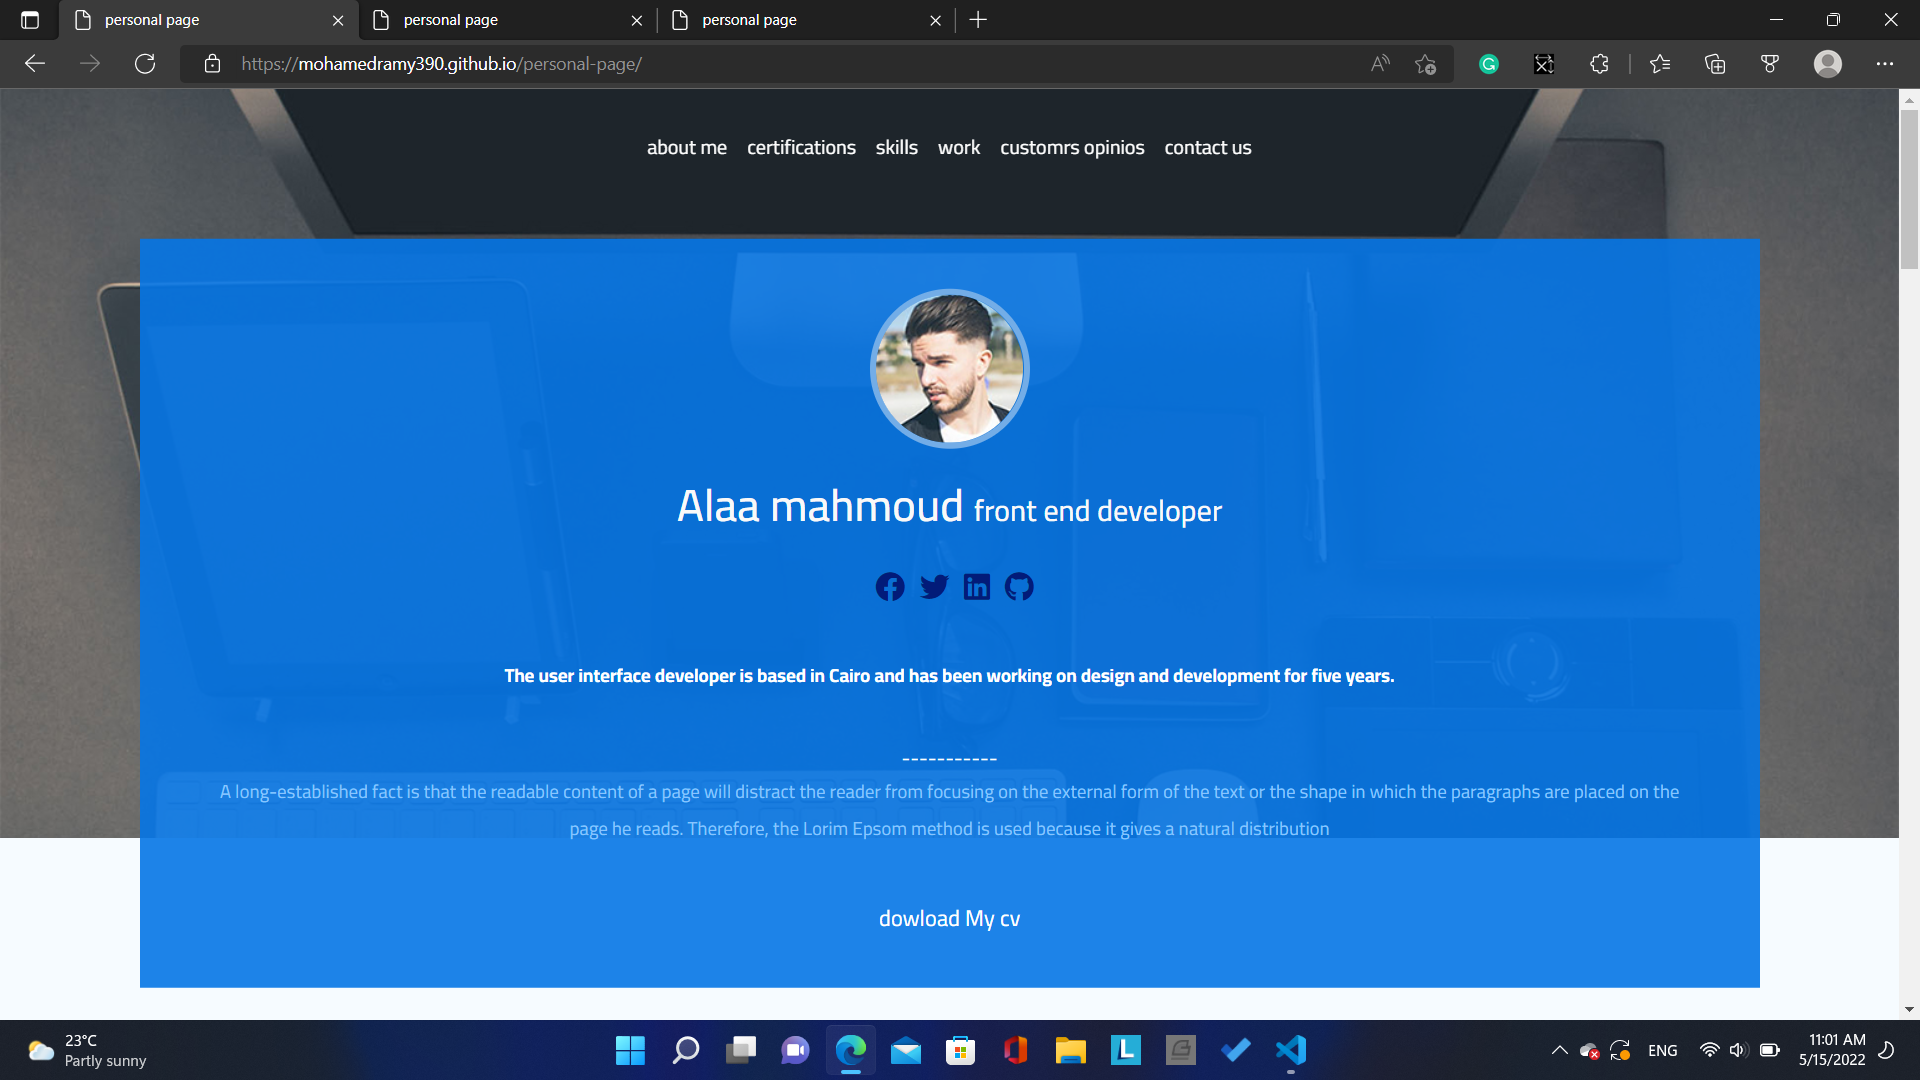 personal page
personal page
personal page
https://mohamedramy390.github.io/personal-page/
about me certifications skills work customrs opinios contact us
Alaa mahmoud front end developer
The user interface developer is based in Cairo and has been working on design and development for five years.
-----------
A long-established fact is that the readable content of a page will distract the reader from focusing on the external form of the text or the shape in which the paragraphs are placed on the
page he reads. Therefore, the Lorim Epsom method is used because it gives a natural distribution
dowload My cv
23°C
Partly sunny
ENG
11:01 AM
5/15/2022